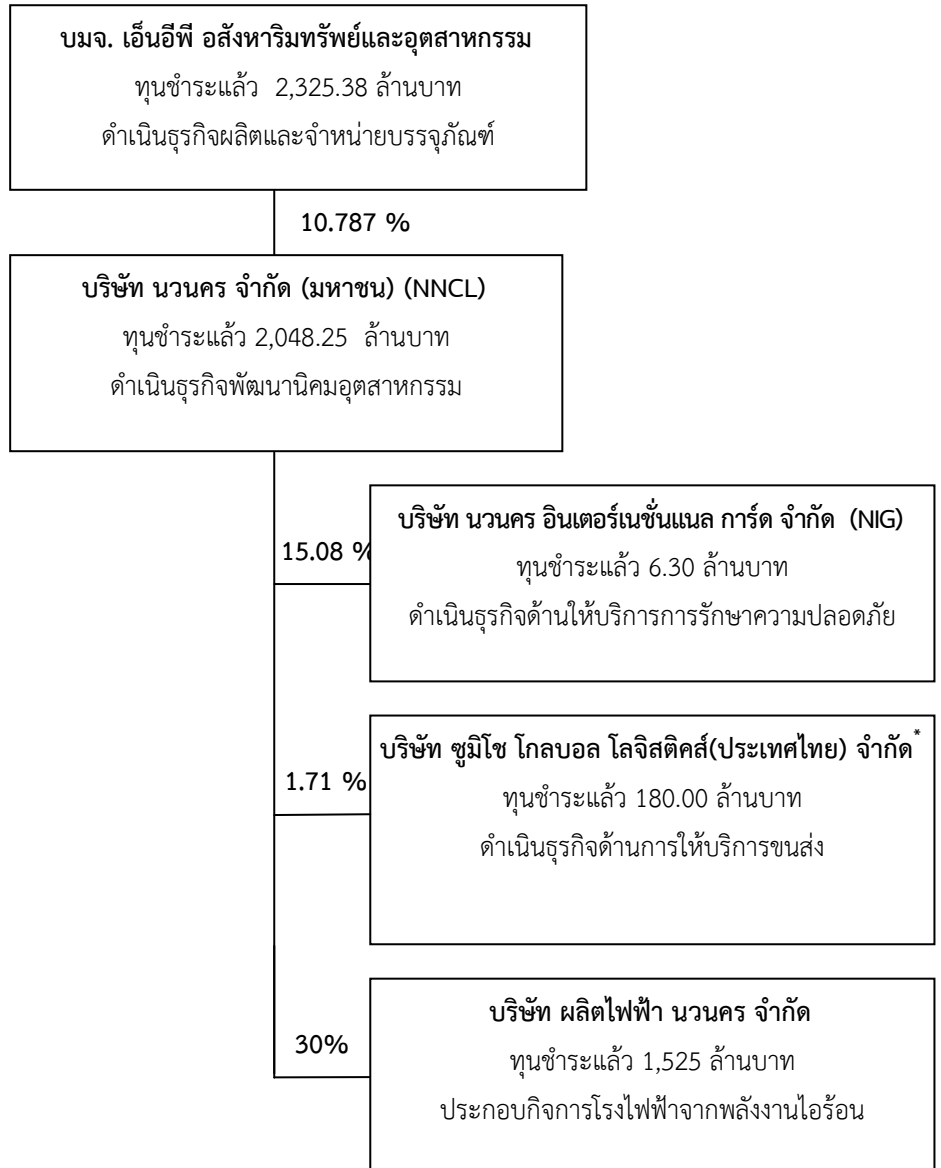 บมจ. เอ็นอีพี อสังหาริมทรัพย์และอุตสาหกรรม
ทุนชำระแล้ว 2,325.38 ล้านบาท
ดำเนินธุรกิจผลิตและจำหน่ายบรรจุภัณฑ์
10.787 %
บริษัท นวนคร จำกัด (มหาชน) (NNCL)
ทุนชำระแล้ว 2,048.25 ล้านบาท
ดำเนินธุรกิจพัฒนานิคมอุตสาหกรรม
15.08 %
บริษัท นวนคร อินเตอร์เนชั่นแนล การ์ด จำกัด (NIG)
ทุนชำระแล้ว 6.30 ล้านบาท
ดำเนินธุรกิจด้านให้บริการการรักษาความปลอดภัย
1.71 %
บริษัท ซูมิโช โกลบอล โลจิสติคส์(ประเทศไทย) จำกัด*
ทุนชำระแล้ว 180.00 ล้านบาท
ดำเนินธุรกิจด้านการให้บริการขนส่ง
30%
บริษัท ผลิตไฟฟ้า นวนคร จำกัด
ทุนชำระแล้ว 1,525 ล้านบาท
ประกอบกิจการโรงไฟฟ้าจากพลังงานไอร้อน